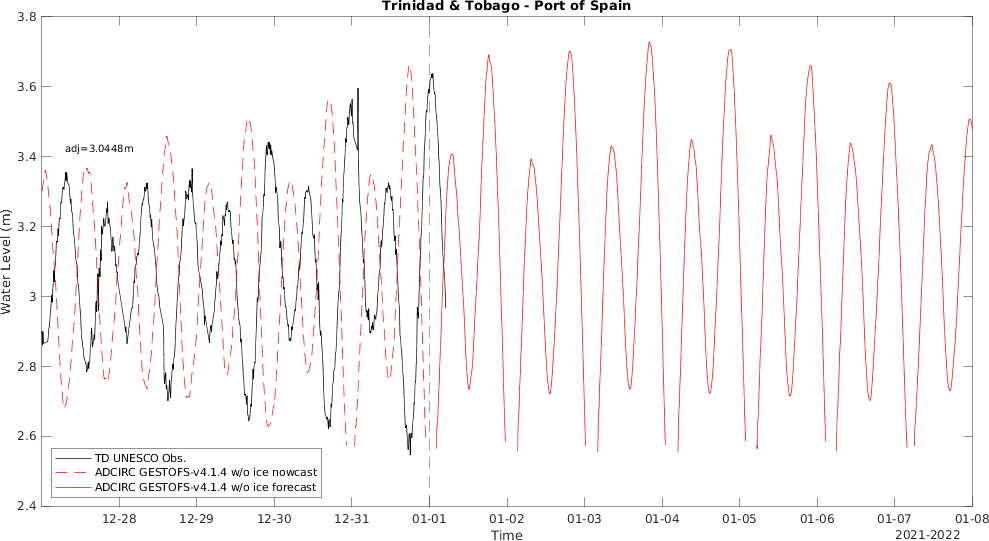 Trinidad & Tobago - Port of Spain
3.8
3.6
3.4
3.2
3
2.8
2.6
2.4
Water Level (m)
adj=3.0448m
TD UNESCO Obs.
ADCIRC GESTOFS-v4.1.4 w/o ice nowcast
ADCIRC GESTOFS-v4.1.4 w/o ice forecast
12-28 12-29 12-30 12-31 01-01 01-02 01-03 01-04 01-05 01-06 01-07 01-08
Time
2021-2022